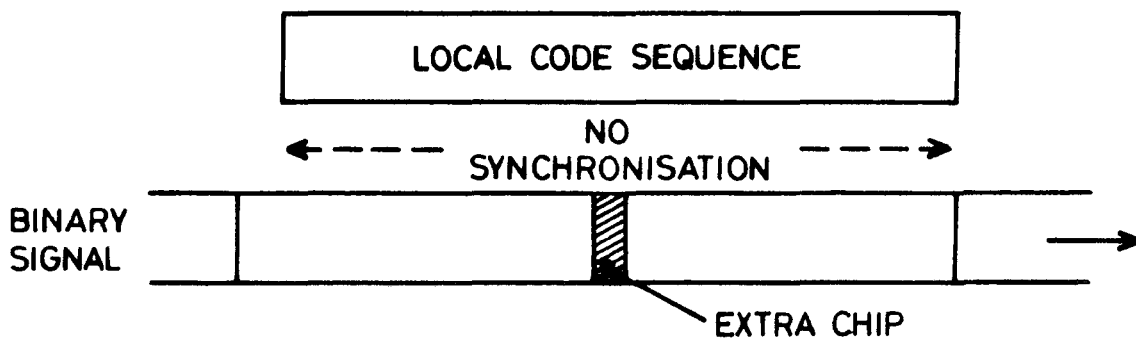 LOCAL CODE SEQUENCE
NO
SYNCHRONISATION
BINARY
SIGNAL
EXTRA CHIP